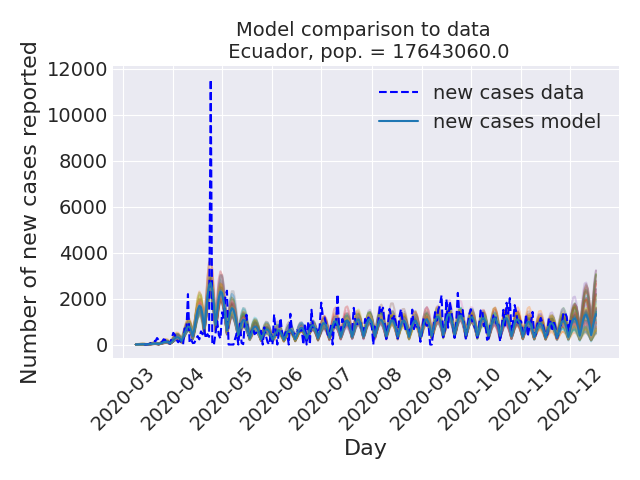 Model comparison to data
Ecuador, pop. = 17643060.0
Number of new cases reported
12000
10000
8000
6000
4000
2000
0
new cases data
new cases model
2020-03
2020-04
2020-05
2020-06
2020-07
2020-08
2020-09
2020-10
2020-11
2020-12
Day